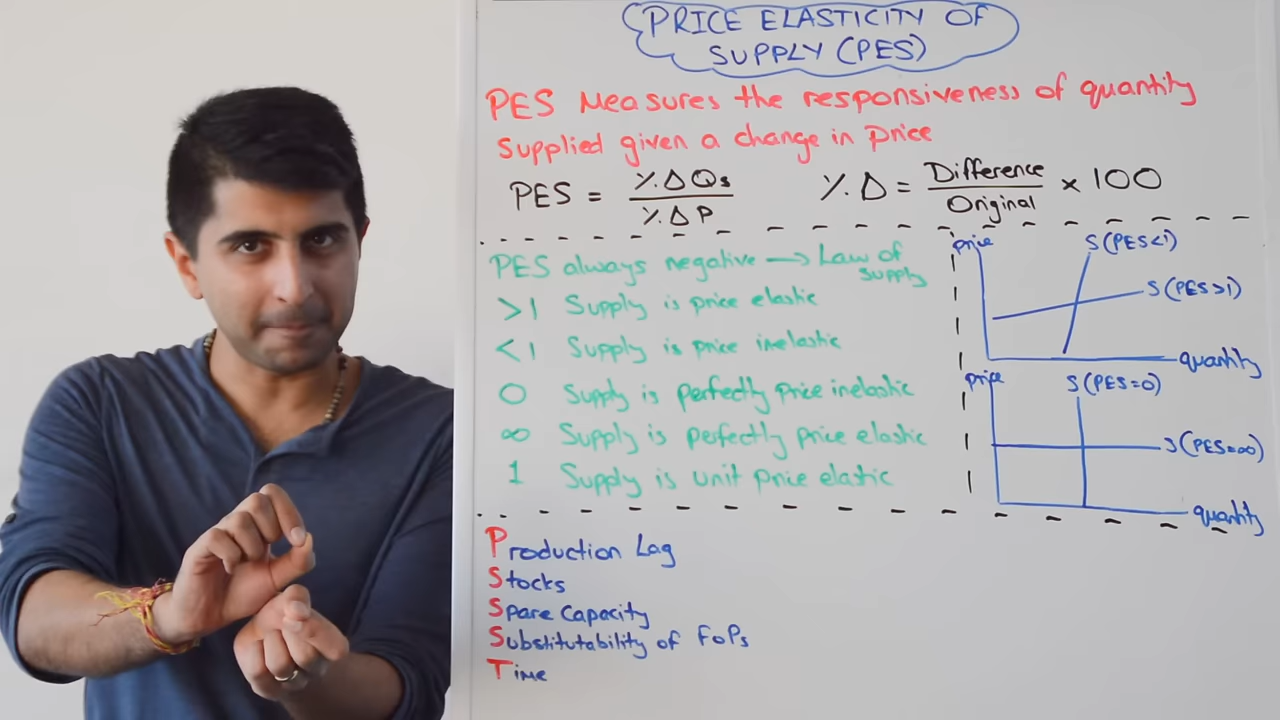 PRICE ELASTICITY OF
SUPPLY (PES)
PES Measures the responsiveness of quantity
Supplied given a change in Price
PES = %ΔQs / %ΔP
%Δ = Difference / Original × 100
PES always negative → Law of supply
>1 Supply is price elastic
<1 Supply is price inelastic
0 Supply is perfectly price inelastic
∞ Supply is perfectly price elastic
1 Supply is unit price elastic
price
S (PES<1)
S (PES>1)
quantity
price
S (PES=0)
S (PES=∞)
quantity
Production Lag
Stocks
Spare Capacity
Substitutability of FoPs
Time